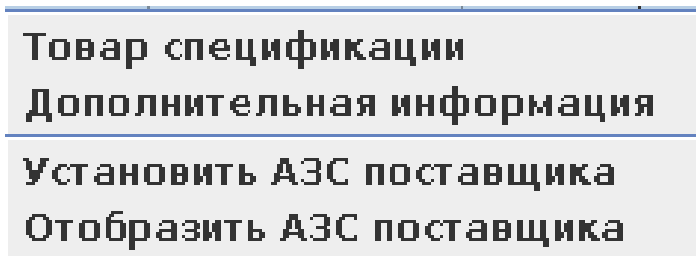 Товар спецификации
Дополнительная информация
Установить АЗС поставщика
Отобразить АЗС поставщика